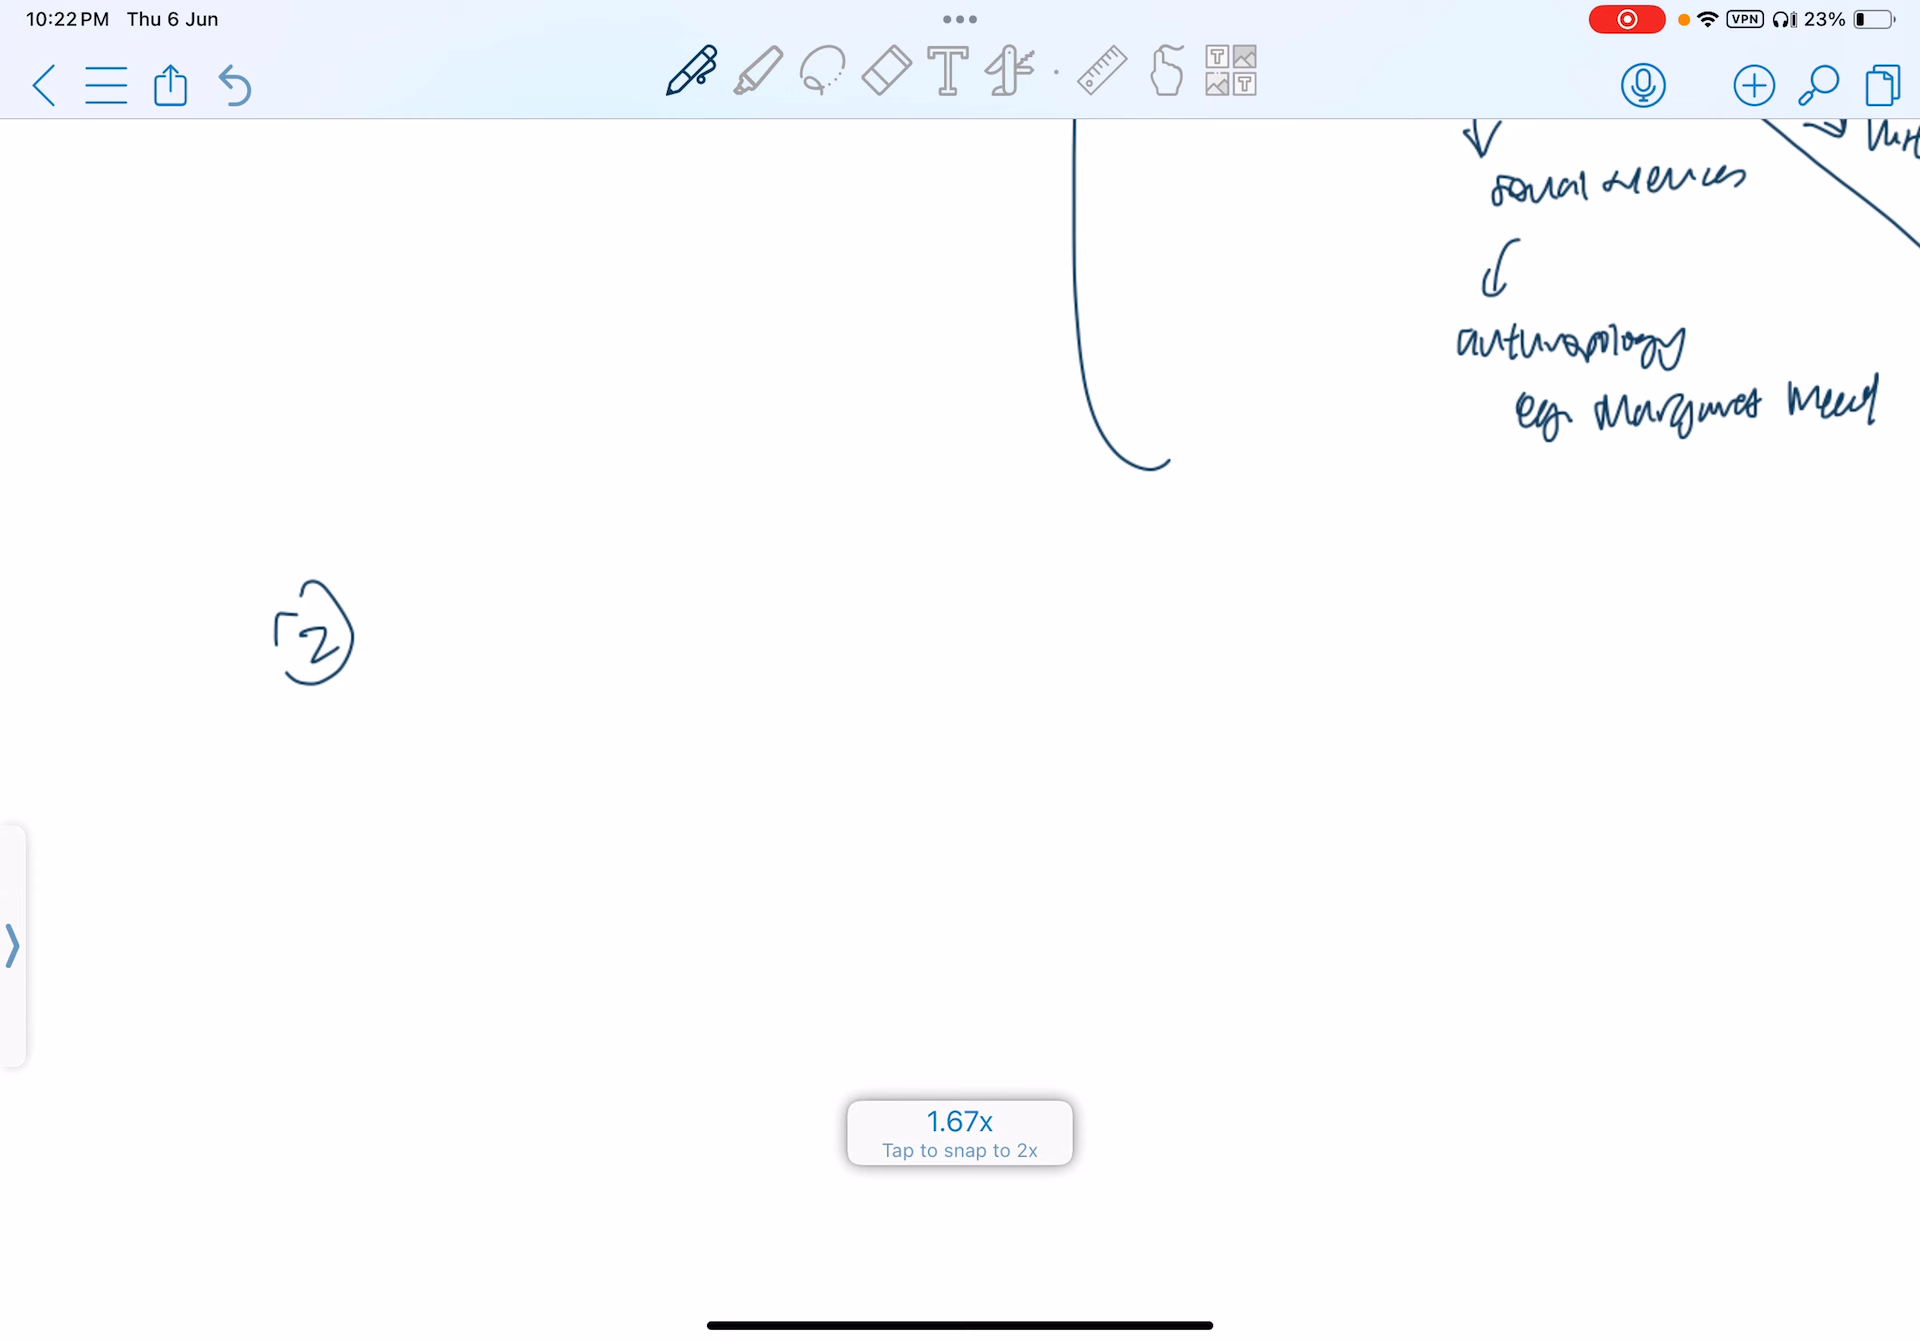 10:22 PM Thu 6 Jun
VPN 23%
social sciences
anthropology
eg. Margaret Mead
2
1.67x
Tap to snap to 2x